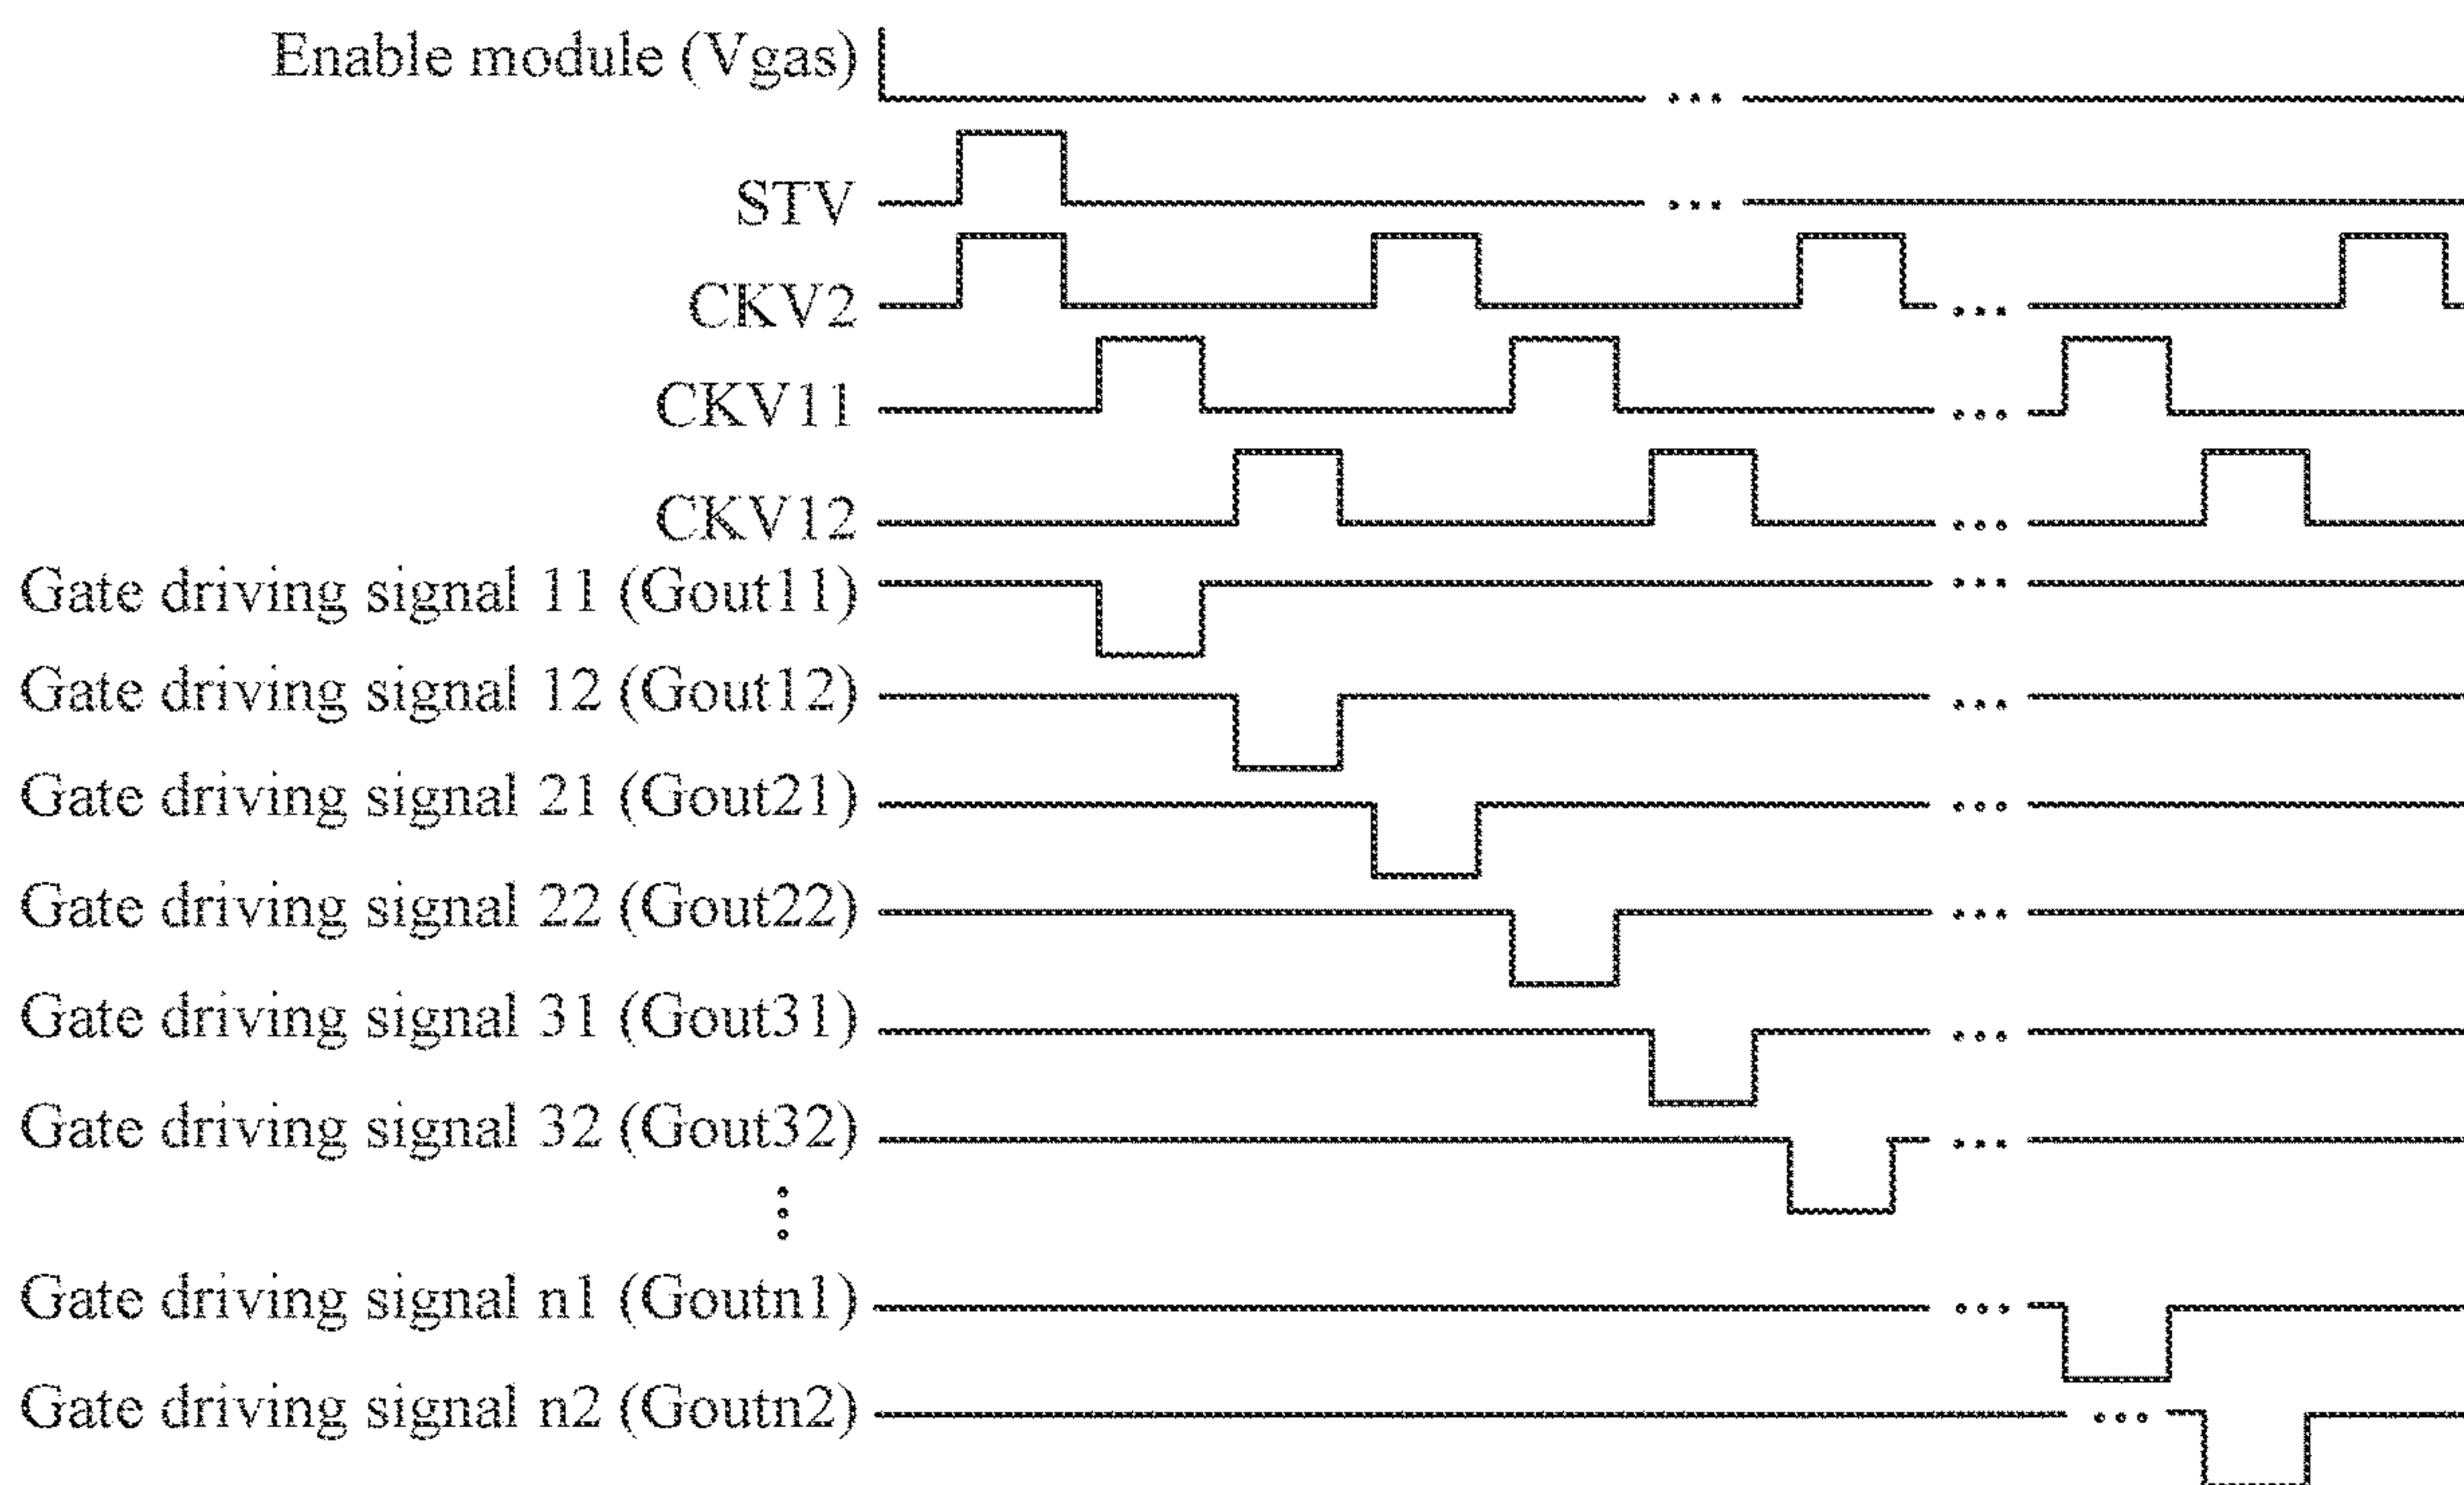 Enable module (Vgas)
STV
CKV2
CKV11
CKV12
Gate driving signal 11 (Gout11)
Gate driving signal 12 (Gout12)
Gate driving signal 21 (Gout21)
Gate driving signal 22 (Gout22)
Gate driving signal 31 (Gout31)
Gate driving signal 32 (Gout32)
Gate driving signal n1 (Goutn1)
Gate driving signal n2 (Goutn2)